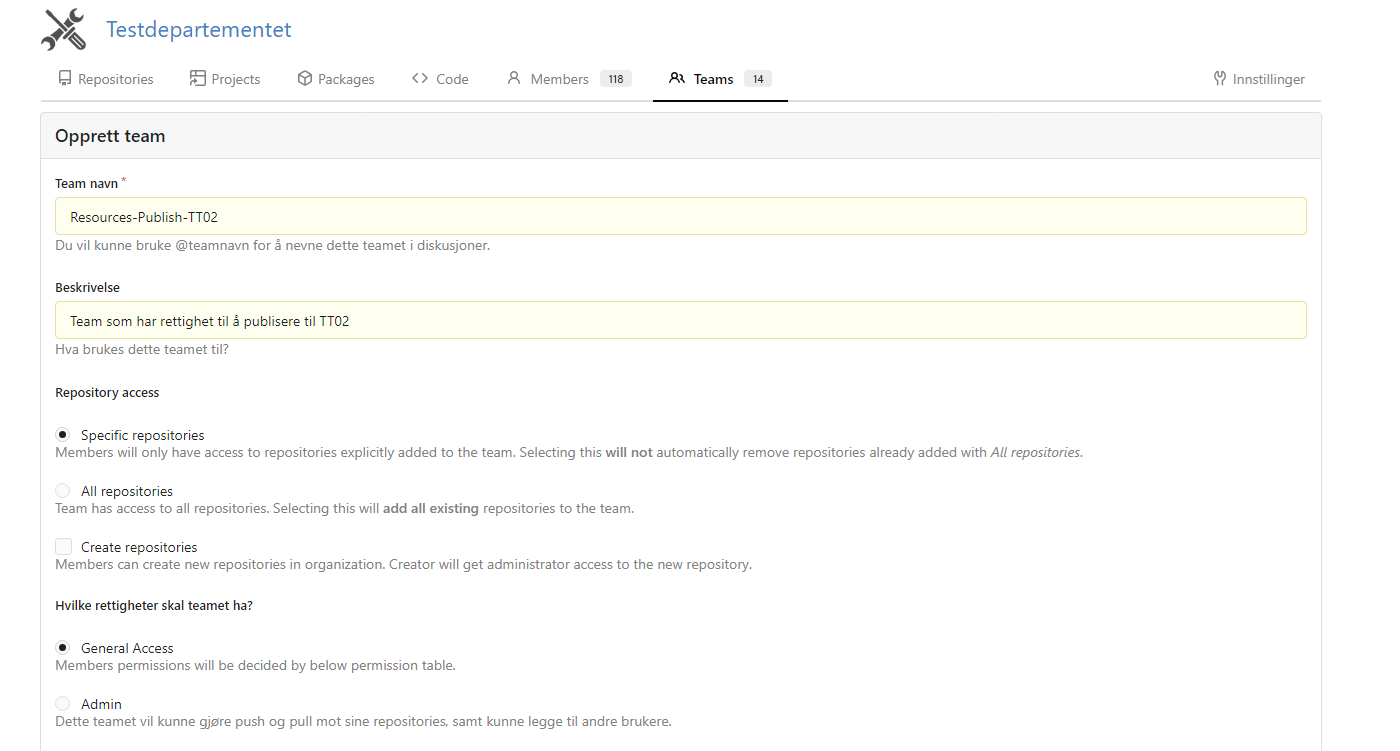 Testdepartementet
Repositories Projects Packages Code Members 118 Teams 14 Innstillinger
Opprett team
Team navn *
Resources-Publish-TT02
Du vil kunne bruke @teamnavn for å nevne dette teamet i diskusjoner.
Beskrivelse
Team som har rettighet til å publisere til TT02
Hva brukes dette teamet til?
Repository access
Specific repositories
Members will only have access to repositories explicitly added to the team. Selecting this will not automatically remove repositories already added with All repositories.
All repositories
Team has access to all repositories. Selecting this will add all existing repositories to the team.
Create repositories
Members can create new repositories in organization. Creator will get administrator access to the new repository.
Hvilke rettigheter skal teamet ha?
General Access
Members permissions will be decided by below permission table.
Admin
Dette teamet vil kunne gjøre push og pull mot sine repositories, samt kunne legge til andre brukere.